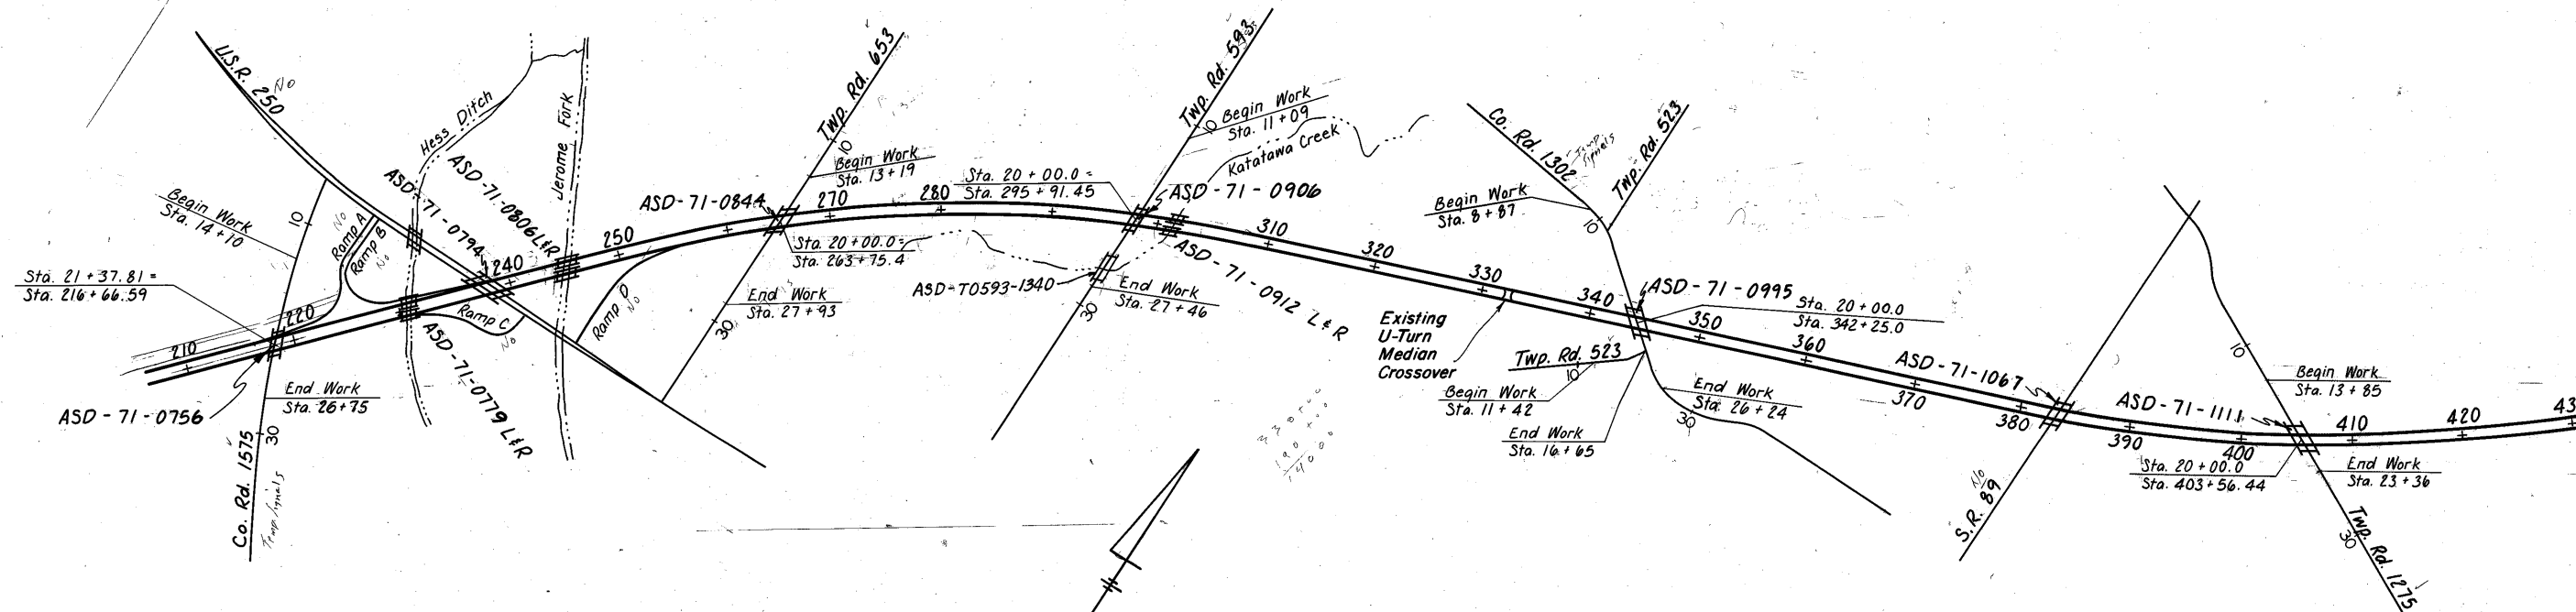 U.S.R. 250
No
Hess Ditch
Jerome Fork
ASD-71-0806 L&R
ASD-71-0794
Begin Work
Sta. 14+10
10
No
Ramp A
Ramp B
No
Sta. 21+37.81 =
Sta. 216+66.59
210
220
240
250
ASD-71-0756
End Work
Sta. 26+75
30
Co. Rd. 1575
Temp Signals
ASD-71-0779 L&R
Ramp C
No
Ramp D
No
Twp. Rd. 653
10
Begin Work
Sta. 13+19
ASD-71-0844
270
280
Sta. 20+00.0=
Sta. 263+75.4
End Work
Sta. 27+93
30
Twp. Rd. 593
10
Begin Work
Sta. 11+09
Katatawa Creek
Sta. 20+00.0 =
Sta. 295+91.45
ASD-71-0906
ASD-71-0912 L&R
ASD-T0593-1340
End Work
Sta. 27+46
30
310
320
330
340
Existing
U-Turn
Median
Crossover
Co. Rd. 1302
Temp
Signals
Twp. Rd. 523
Begin Work
Sta. 8+87
10
ASD-71-0995
Sta. 20+00.0
Sta. 342+25.0
350
360
Twp. Rd. 523
10
Begin Work
Sta. 11+42
End Work
Sta. 16+65
End Work
Sta. 26+24
30
370
380
ASD-71-1067
S.R. 89
No
390
400
ASD-71-1111
10
Begin Work
Sta. 13+85
410
420
43
Sta. 20+00.0
Sta. 403+56.44
End Work
Sta. 23+36
Twp. Rd. 1275
30